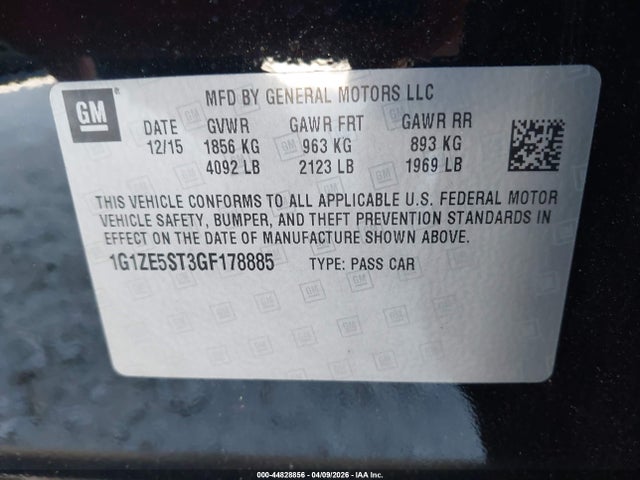 GM
MFD BY GENERAL MOTORS LLC
DATE GVWR GAWR FRT GAWR RR
12/15 1856 KG 963 KG 893 KG
4092 LB 2123 LB 1969 LB
THIS VEHICLE CONFORMS TO ALL APPLICABLE U.S. FEDERAL MOTOR
VEHICLE SAFETY, BUMPER, AND THEFT PREVENTION STANDARDS IN
EFFECT ON THE DATE OF MANUFACTURE SHOWN ABOVE.
1G1ZE5ST3GF178885 TYPE: PASS CAR
000-44828856 - 04/09/2026 - IAA Inc.